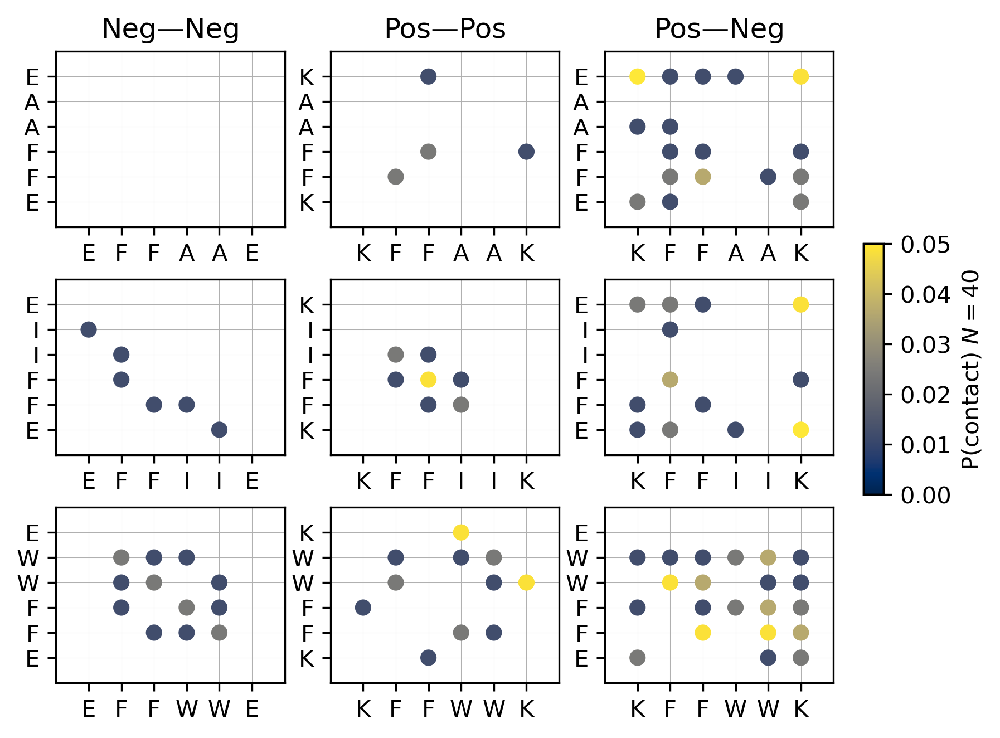 Neg—Neg
Pos—Pos
Pos—Neg
E
A
A
F
F
E
E F F A A E
K
A
A
F
F
K
K F F A A K
E
A
A
F
F
E
K F F A A K
E
I
I
F
F
E
E F F I I E
K
I
I
F
F
K
K F F I I K
E
I
I
F
F
E
K F F I I K
E
W
W
F
F
E
E F F W W E
K
W
W
F
F
K
K F F W W K
E
W
W
F
F
E
K F F W W K
0.05
0.04
0.03
0.02
0.01
0.00
P(contact) N = 40